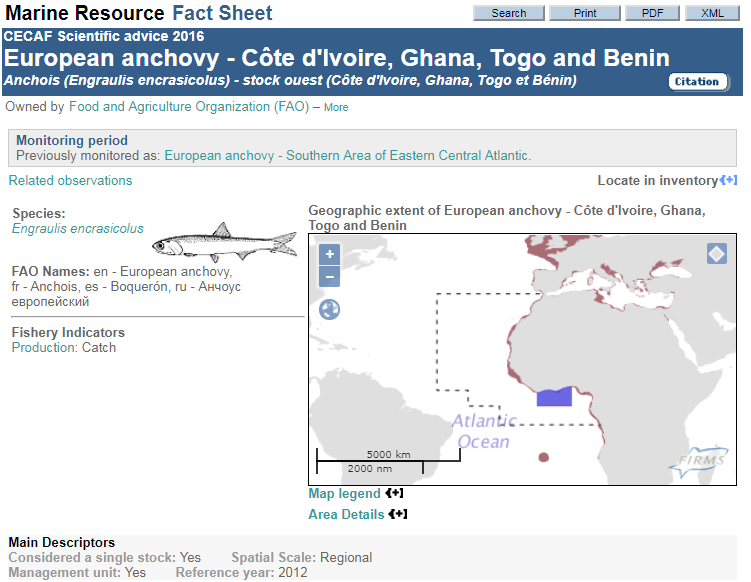 Marine Resource Fact Sheet
Search Print PDF XML
CECAF Scientific advice 2016
European anchovy - Côte d'Ivoire, Ghana, Togo and Benin
Anchois (Engraulis encrasicolus) - stock ouest (Côte d'Ivoire, Ghana, Togo et Bénin)
Citation
Owned by Food and Agriculture Organization (FAO) – More
Monitoring period
Previously monitored as: European anchovy - Southern Area of Eastern Central Atlantic.
Related observations
Locate in inventory[+]
Species:
Engraulis encrasicolus
FAO Names: en - European anchovy,
fr - Anchois, es - Boquerón, ru - Анчоус
европейский
Fishery Indicators
Production: Catch
Geographic extent of European anchovy - Côte d'Ivoire, Ghana,
Togo and Benin
+
−
Atlantic
Ocean
5000 km
2000 nm
FIRMS
Map legend [+]
Area Details [+]
Main Descriptors
Considered a single stock: Yes Spatial Scale: Regional
Management unit: Yes Reference year: 2012